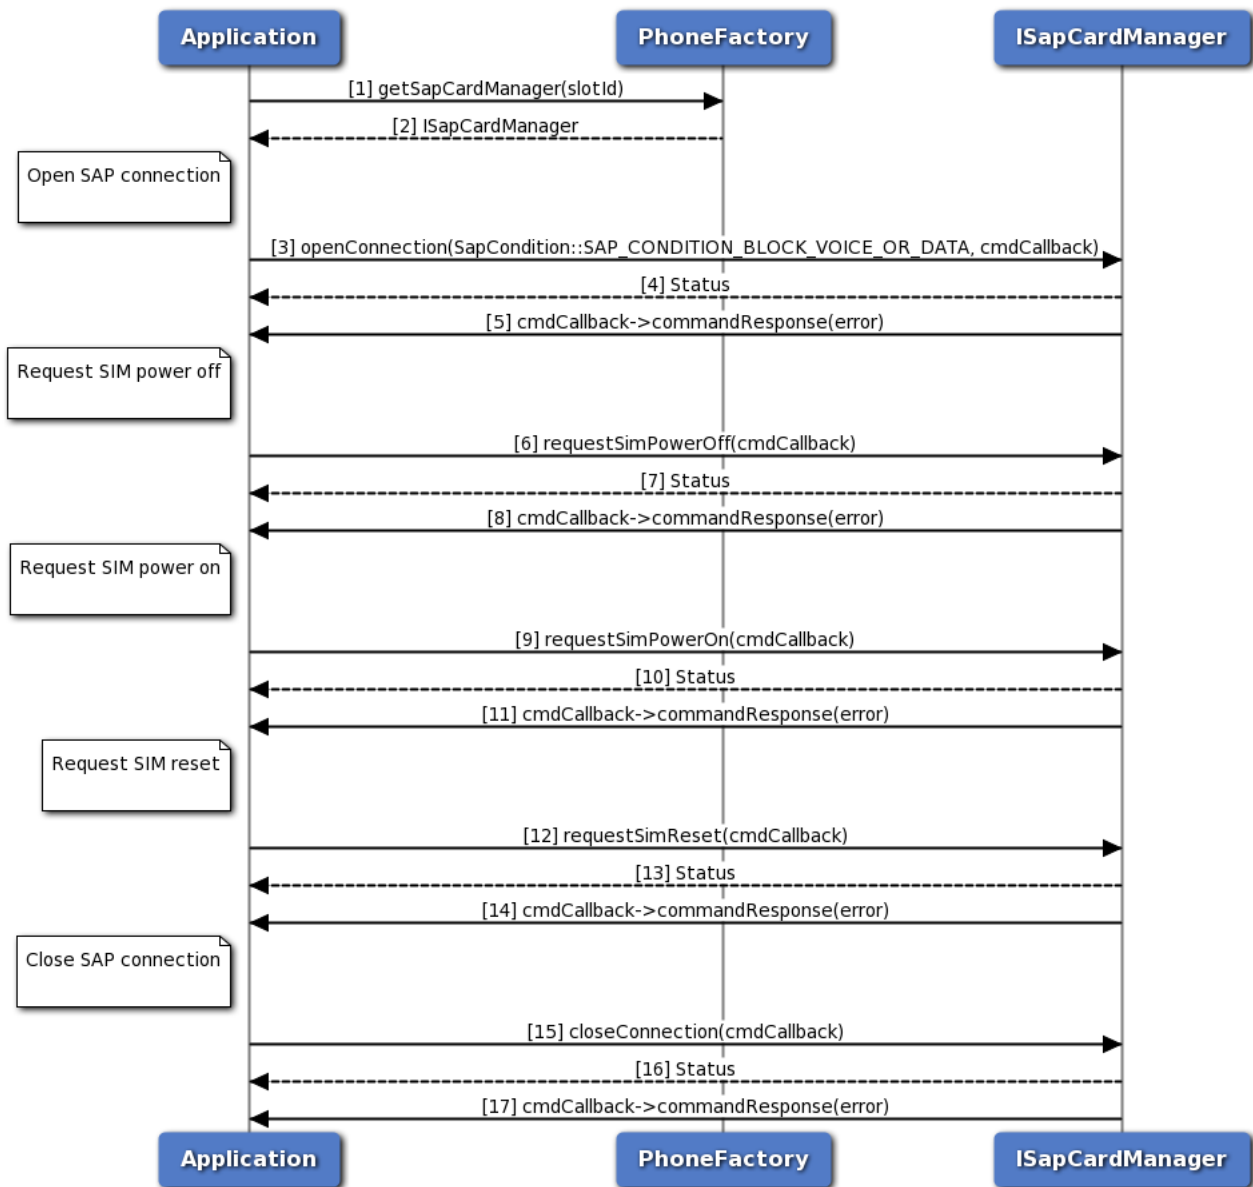 Application
PhoneFactory
ISapCardManager
[1] getSapCardManager(slotId)
[2] ISapCardManager
Open SAP connection
[3] openConnection(SapCondition::SAP_CONDITION_BLOCK_VOICE_OR_DATA, cmdCallback)
[4] Status
[5] cmdCallback->commandResponse(error)
Request SIM power off
[6] requestSimPowerOff(cmdCallback)
[7] Status
[8] cmdCallback->commandResponse(error)
Request SIM power on
[9] requestSimPowerOn(cmdCallback)
[10] Status
[11] cmdCallback->commandResponse(error)
Request SIM reset
[12] requestSimReset(cmdCallback)
[13] Status
[14] cmdCallback->commandResponse(error)
Close SAP connection
[15] closeConnection(cmdCallback)
[16] Status
[17] cmdCallback->commandResponse(error)
Application
PhoneFactory
ISapCardManager